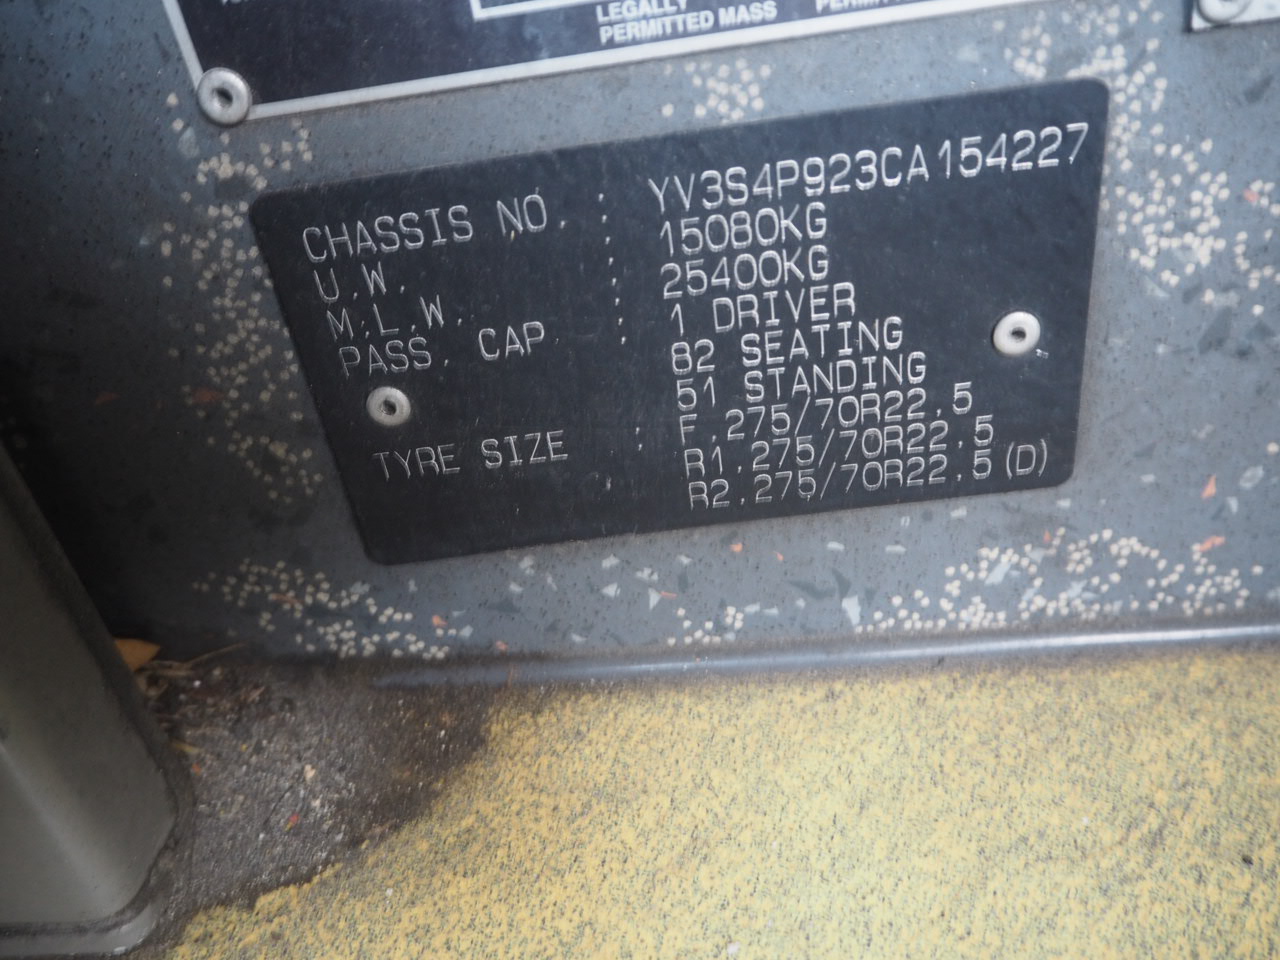 LEGALLY
PERMITTED MASS
CHASSIS NO. : YV3S4P923CA154227
U.W. : 15080KG
M.L.W. : 25400KG
PASS. CAP : 1 DRIVER
82 SEATING
51 STANDING
TYRE SIZE : F.275/70R22.5
R1.275/70R22.5
R2.275/70R22.5(D)